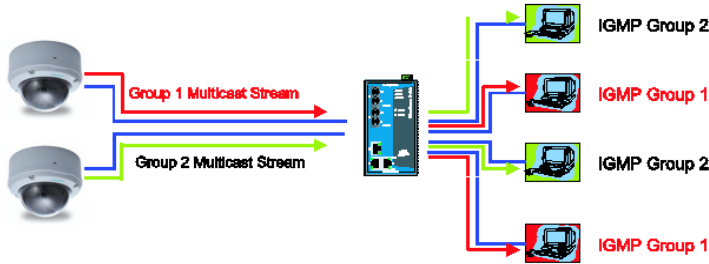 IGMP Group 2
Group 1 Multicast Stream
IGMP Group 1
Group 2 Multicast Stream
IGMP Group 2
IGMP Group 1